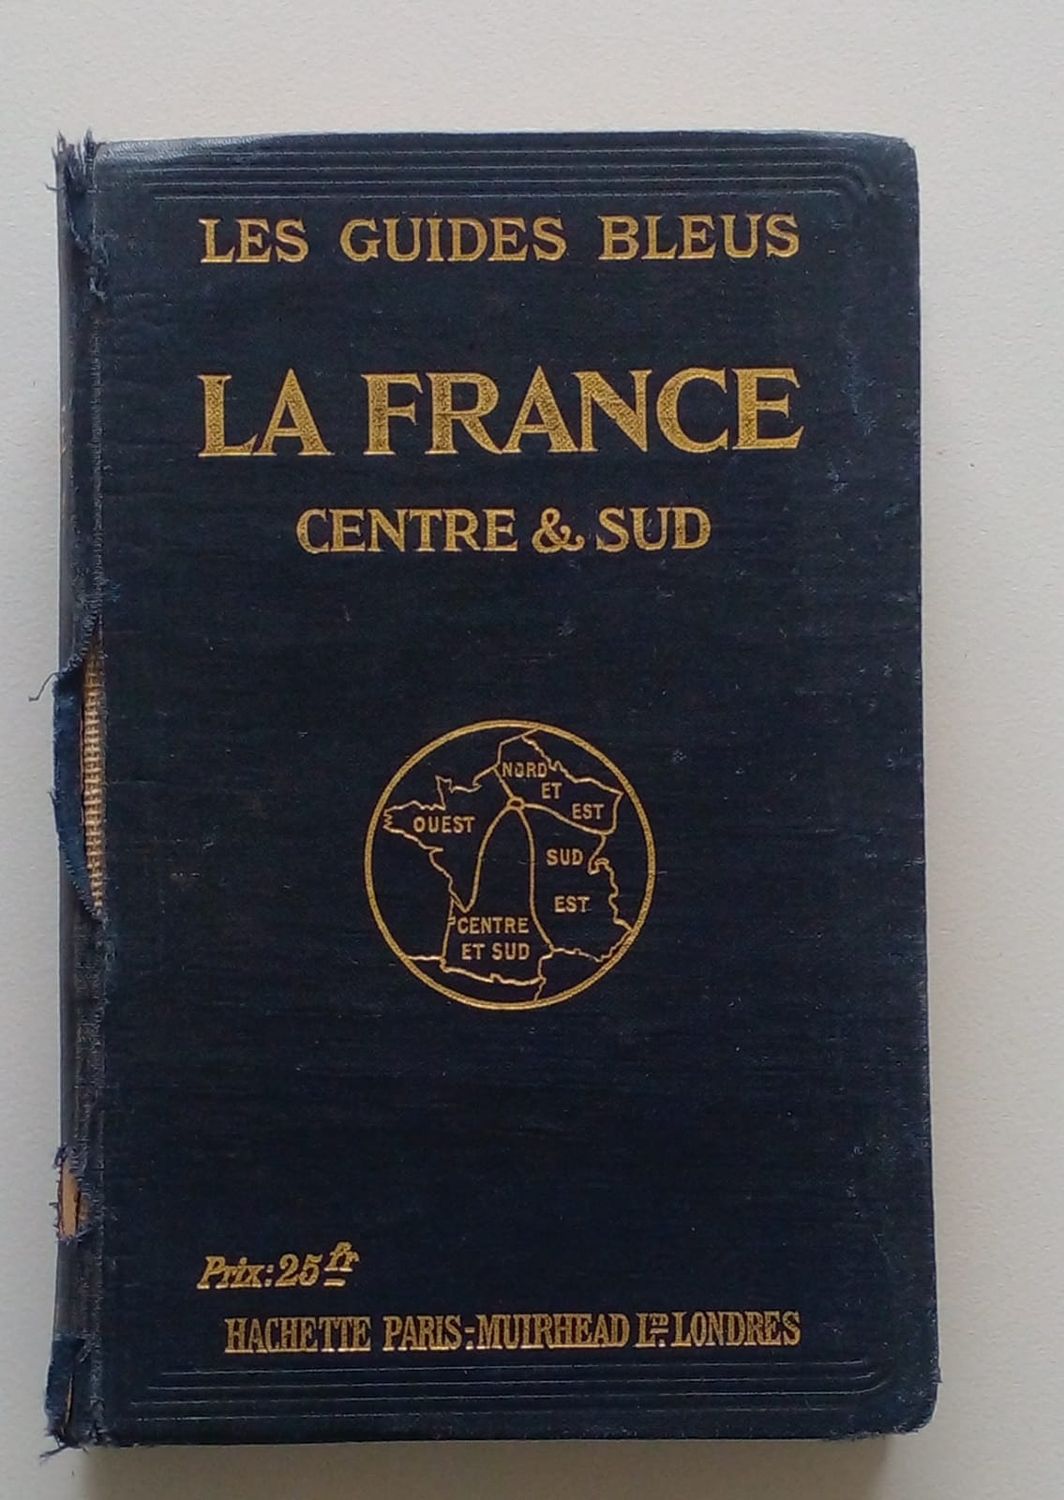 LES GUIDES BLEUS
LA FRANCE
CENTRE & SUD
NORD
ET
EST
OUEST
SUD
EST
CENTRE
ET SUD
Prix: 25 fr
HACHETTE PARIS-MUIRHEAD LTD. LONDRES